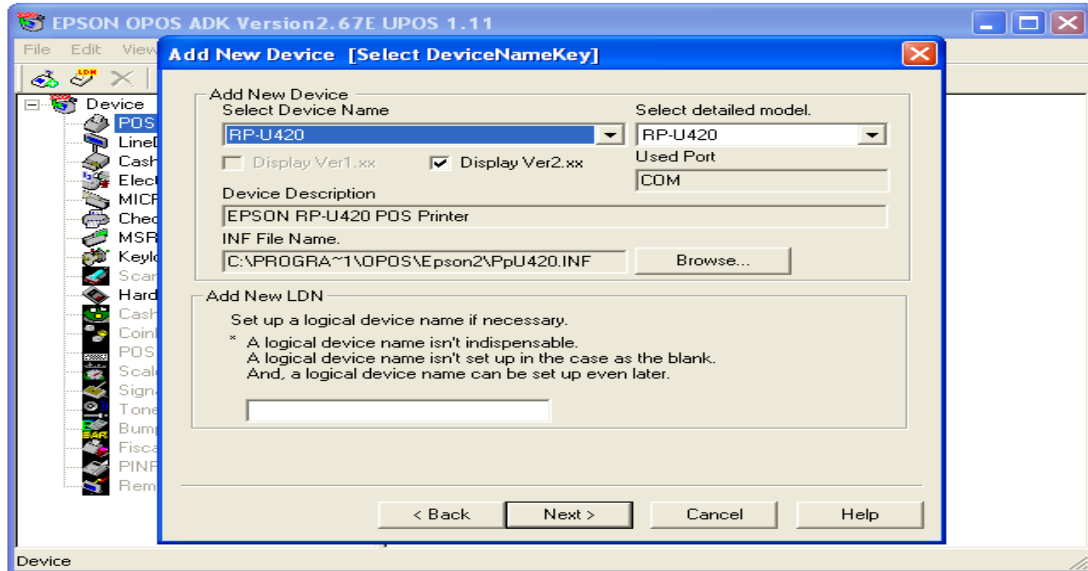 EPSON OPOS ADK Version2.67E UPOS 1.11
File Edit View
Add New Device [Select DeviceNameKey]
Device
POS
LineD
Cash
Elect
MICR
Chec
MSR
Keylo
Scan
Hard
Cash
Coin
POS
Scale
Sign
Tone
Bump
Fisca
PINP
Rem
Add New Device
Select Device Name
Select detailed model.
RP-U420
RP-U420
Display Ver1.xx
Display Ver2.xx
Used Port
COM
Device Description
EPSON RP-U420 POS Printer
INF File Name.
C:\PROGRA~1\OPOS\Epson2\PpU420.INF
Browse...
Add New LDN
Set up a logical device name if necessary.
* A logical device name isn't indispensable.
A logical device name isn't set up in the case as the blank.
And, a logical device name can be set up even later.
< Back
Next >
Cancel
Help
Device